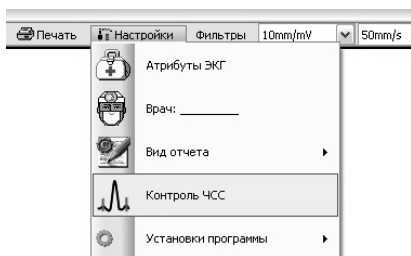 Печать Настройки Фильтры 10mm/mV 50mm/s
Атрибуты ЭКГ
Врач: ________
Вид отчета
Контроль ЧСС
Установки программы